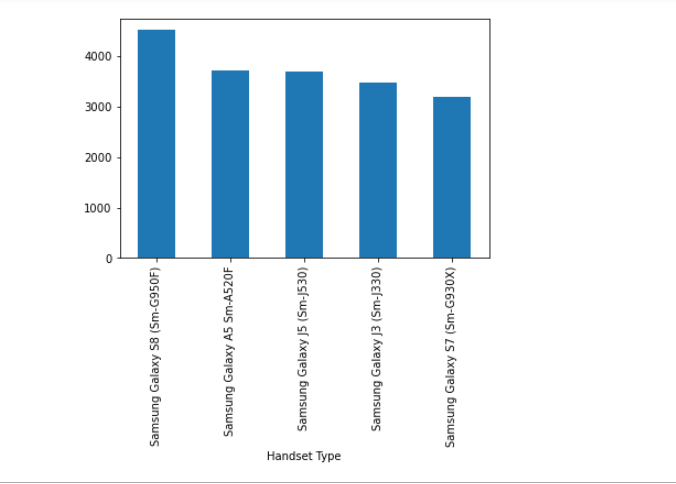 4000
3000
2000
1000
0
Samsung Galaxy S8 (Sm-G950F)
Samsung Galaxy A5 Sm-A520F
Samsung Galaxy J5 (Sm-J530)
Samsung Galaxy J3 (Sm-J330)
Samsung Galaxy S7 (Sm-G930X)
Handset Type